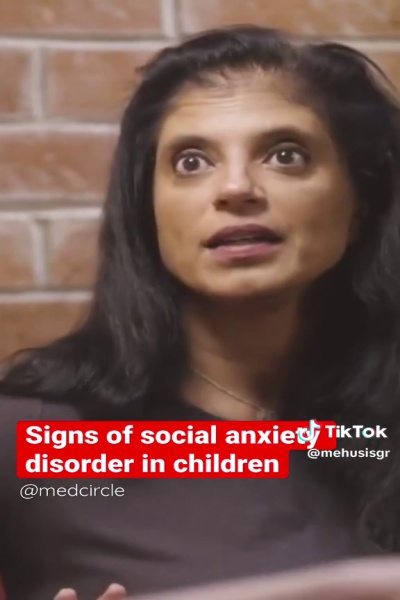 Signs of social anxiety
disorder in children
TikTok
@mehusisgr
@medcircle